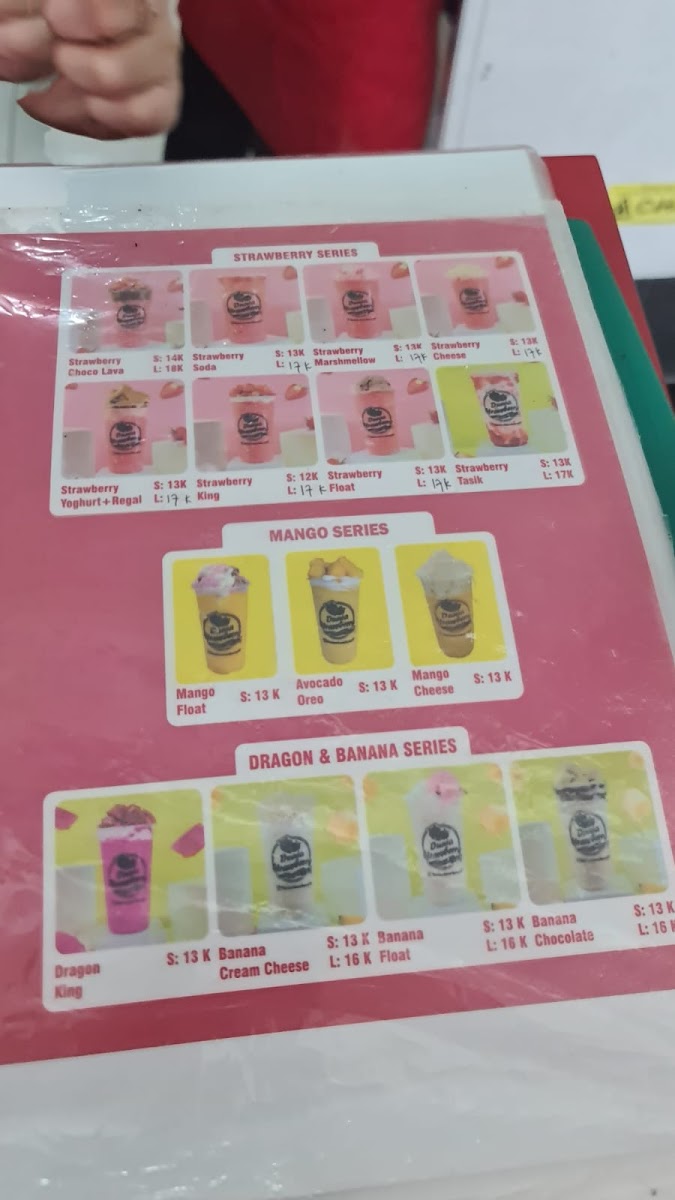 STRAWBERRY SERIES
Strawberry Choco Lava S: 14K L: 18K
Strawberry Soda S: 13K L: 17K
Strawberry Marshmellow S: 13K L: 17K
Strawberry Cheese S: 13K L: 17K
Strawberry Yoghurt+Regal S: 13K L: 17K
Strawberry King S: 12K L: 17K
Strawberry Float S: 13K L: 17K
Strawberry Tasik S: 13K L: 17K
MANGO SERIES
Mango Float S: 13 K
Avocado Oreo S: 13 K
Mango Cheese S: 13 K
DRAGON & BANANA SERIES
Dragon King S: 13 K
Banana Cream Cheese S: 13 K L: 16 K
Banana Float S: 13 K L: 16 K
Banana Chocolate S: 13 K L: 16 K